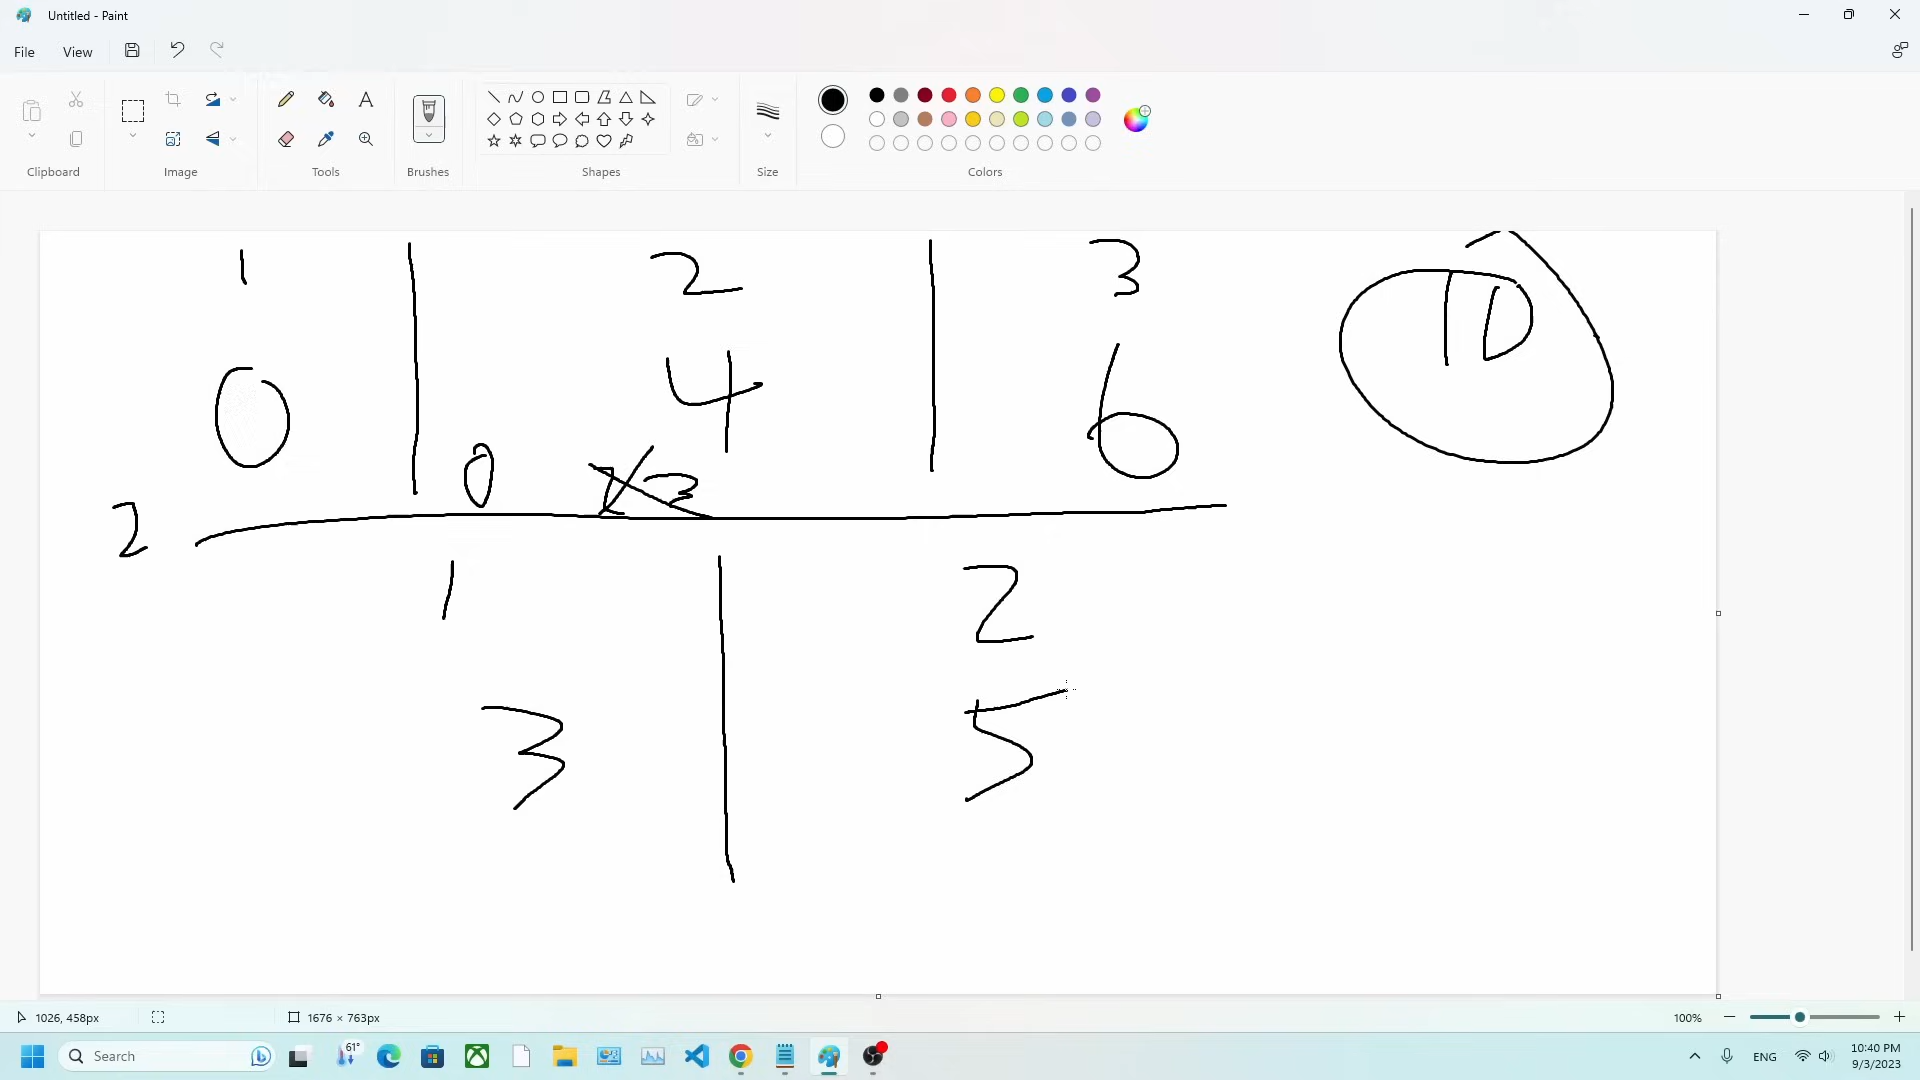 Untitled - Paint
File View
Clipboard Image Tools Brushes Shapes Size Colors
1 2 3
10
0 4 6
0 2
2
1 2
3 5
1026, 458px 1676 × 763px 100%
Search 61° ENG 10:40 PM
9/3/2023